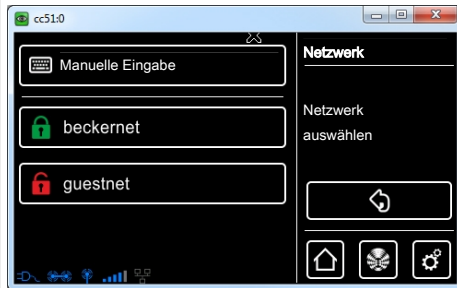 cc51:0
Manuelle Eingabe
beckernet
guestnet
Netzwerk
Netzwerk
auswählen